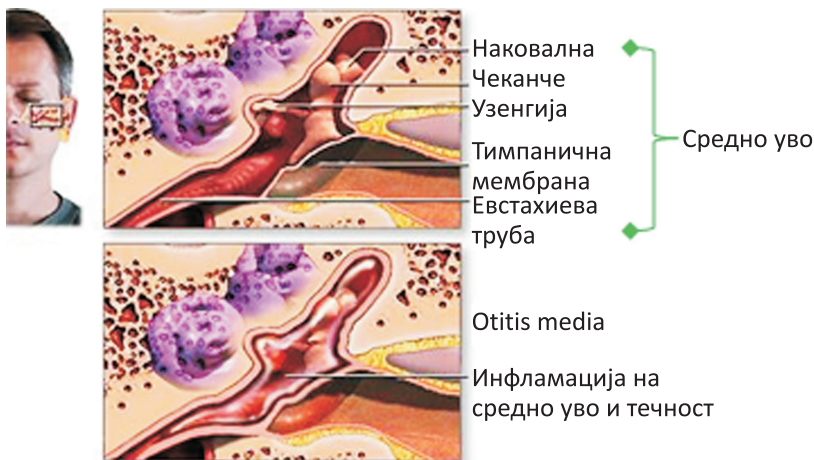 Наковална
Чеканче
Узенгија
Тимпанична
мембрана
Евстахиева
труба
Средно уво
Otitis media
Инфламација на
средно уво и течност